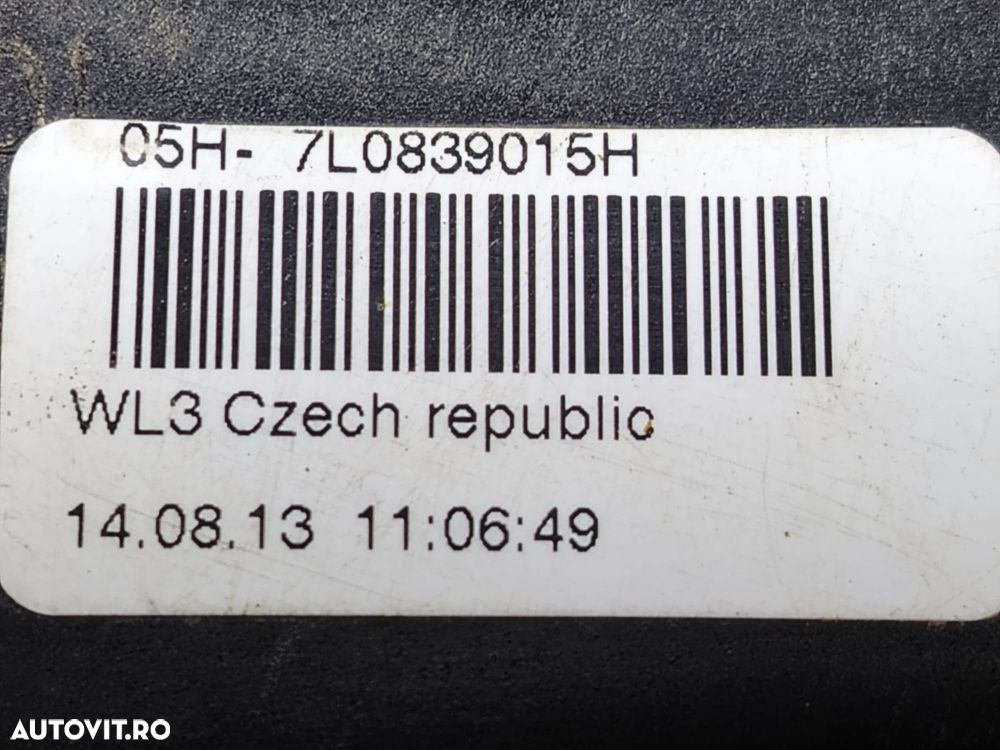 05H- 7L0839015H
WL3 Czech republic
14.08.13 11:06:49
AUTOVIT.RO